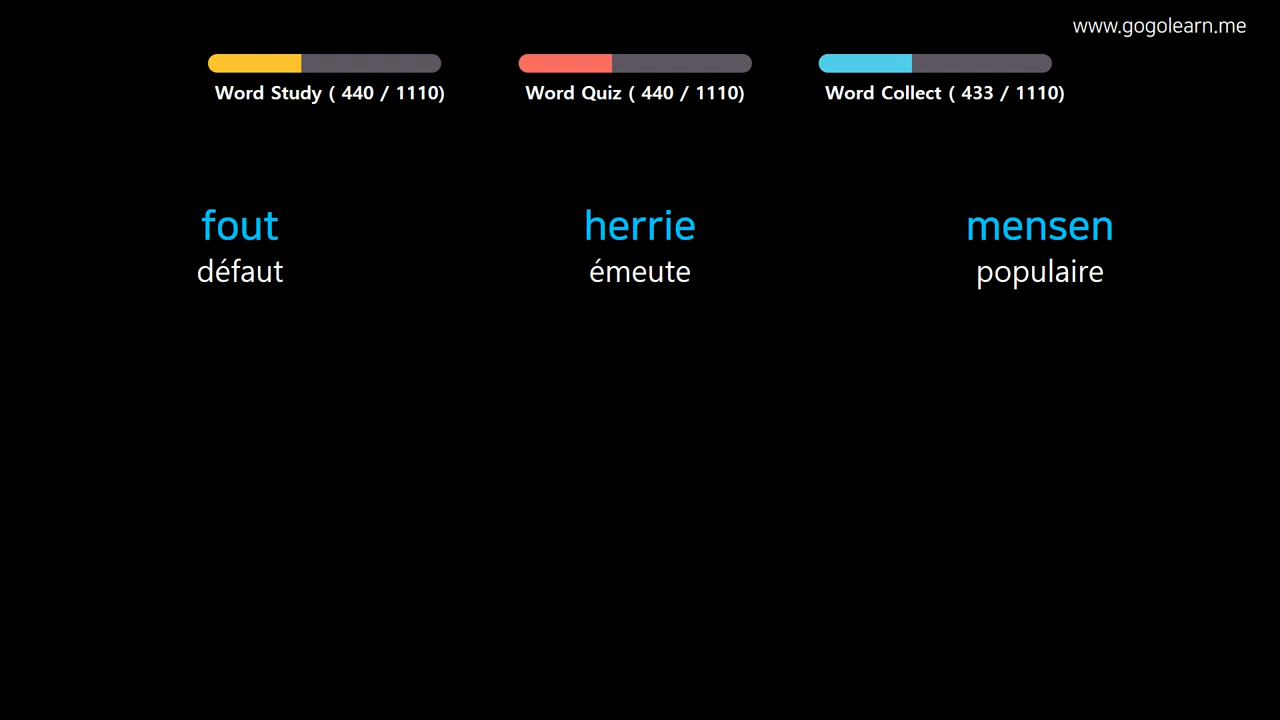 www.gogolearn.me
Word Study ( 440 / 1110)
Word Quiz ( 440 / 1110)
Word Collect ( 433 / 1110)
fout
défaut
herrie
émeute
mensen
populaire